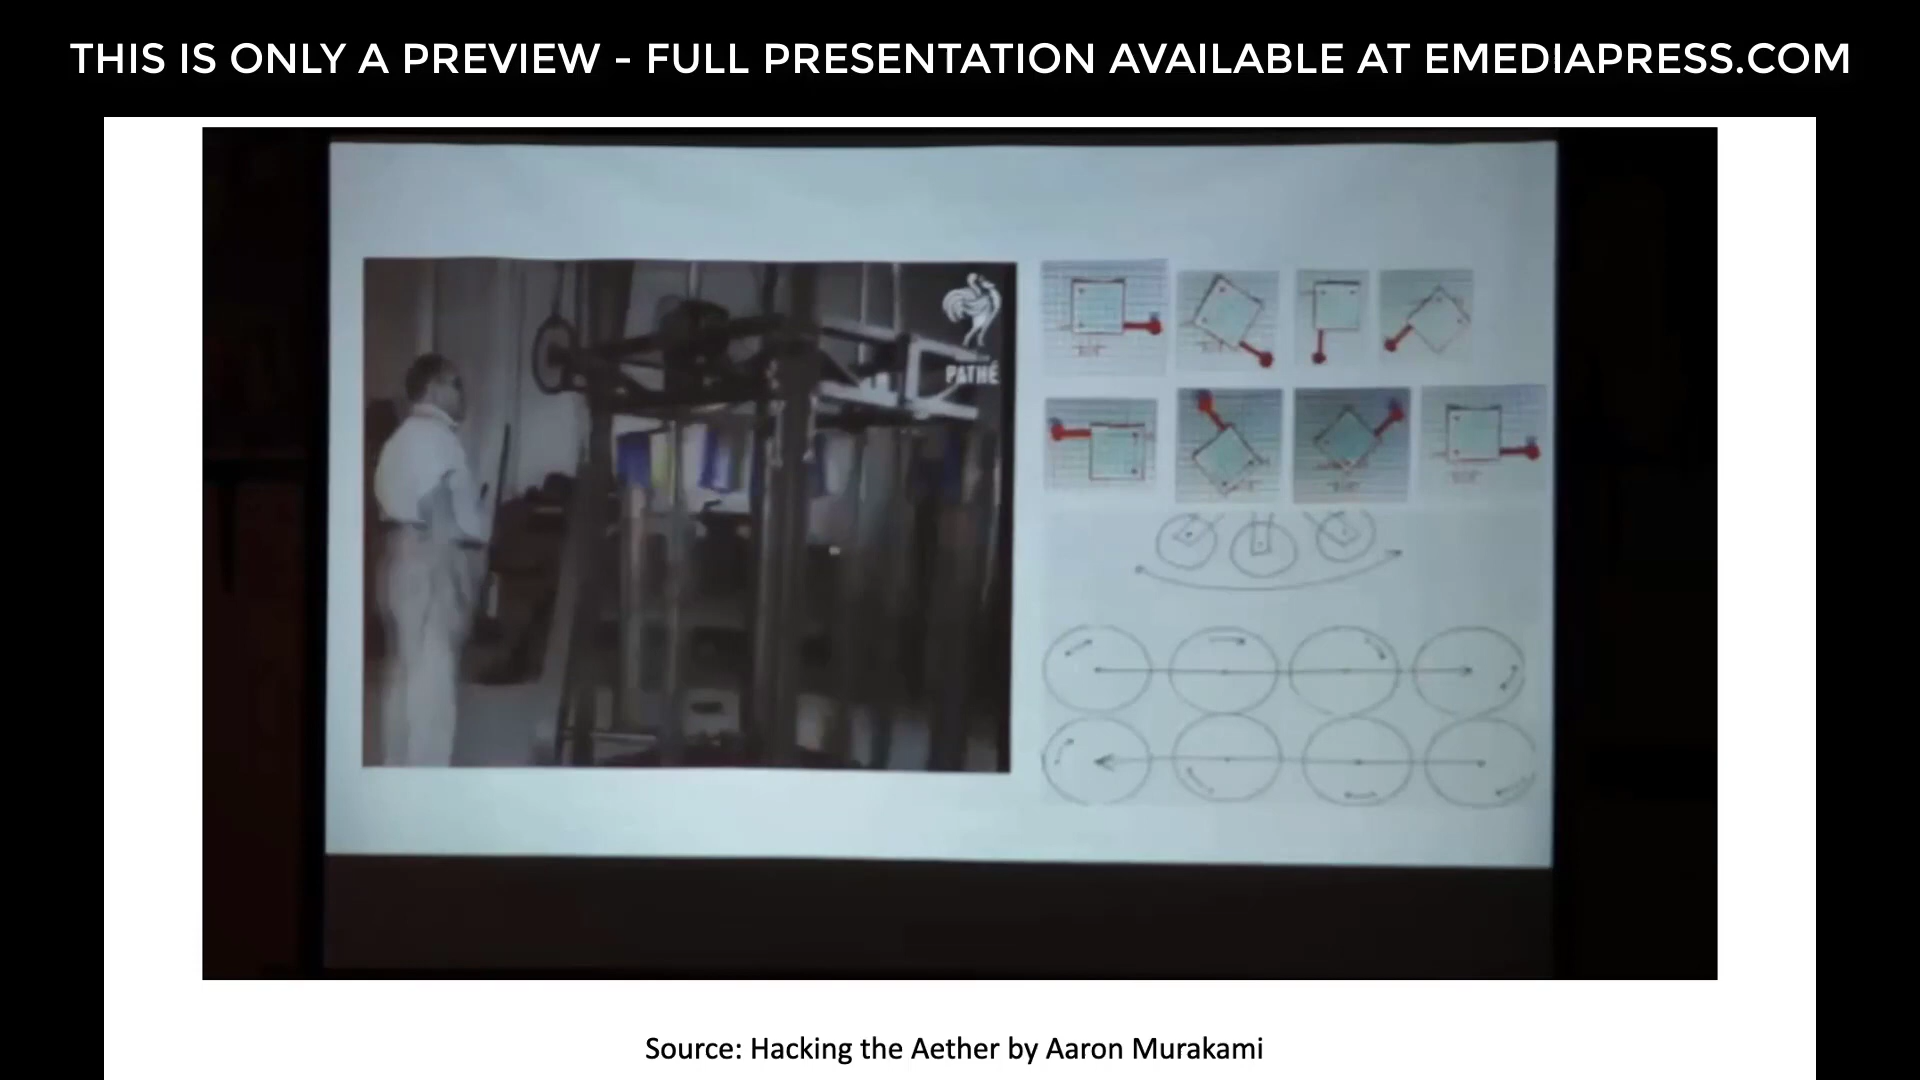 THIS IS ONLY A PREVIEW - FULL PRESENTATION AVAILABLE AT EMEDIAPRESS.COM
PATHÉ
Source: Hacking the Aether by Aaron Murakami